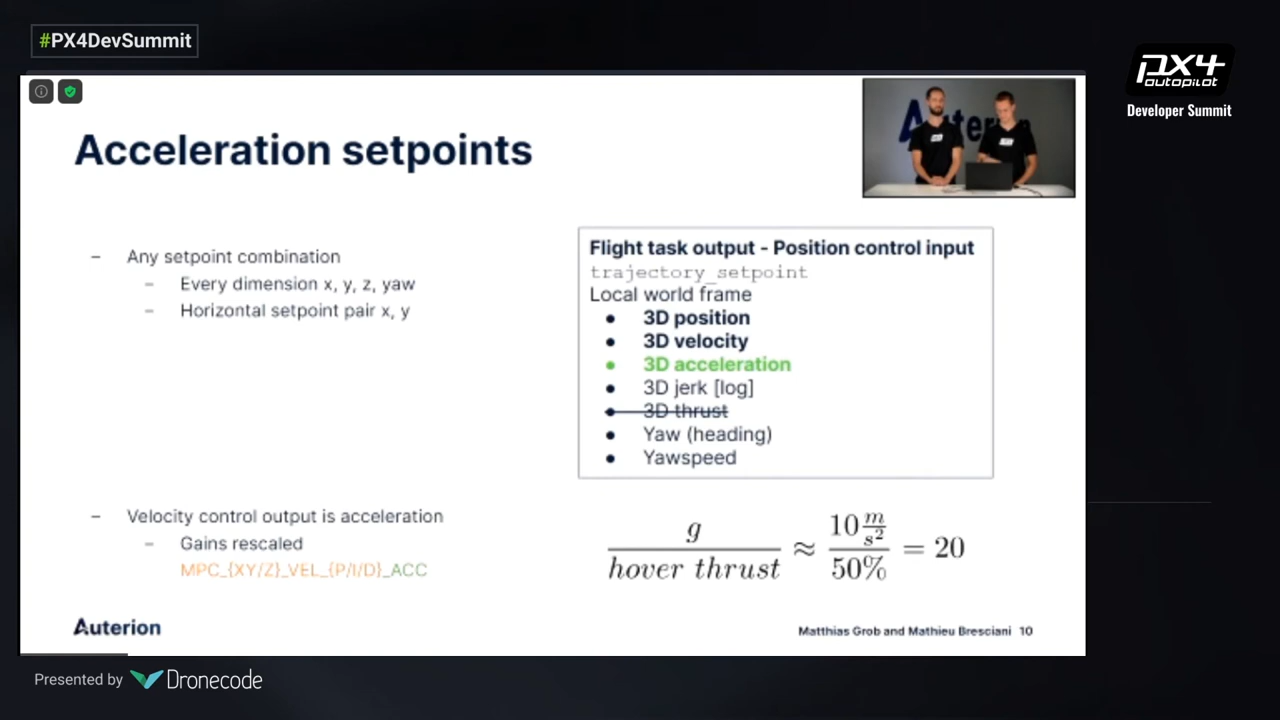 #PX4DevSummit
px4
autopilot
Developer Summit
Acceleration setpoints
Auterion
– Any setpoint combination
– Every dimension x, y, z, yaw
– Horizontal setpoint pair x, y
Flight task output - Position control input
trajectory_setpoint
Local world frame
● 3D position
● 3D velocity
● 3D acceleration
● 3D jerk [log]
● 3D thrust
● Yaw (heading)
● Yawspeed
– Velocity control output is acceleration
– Gains rescaled
MPC_{XY/Z}_VEL_{P/I/D}_ACC
g / hover thrust ≈ 10 m/s² / 50% = 20
Auterion
Matthias Grob and Mathieu Bresciani 10
Presented by Dronecode